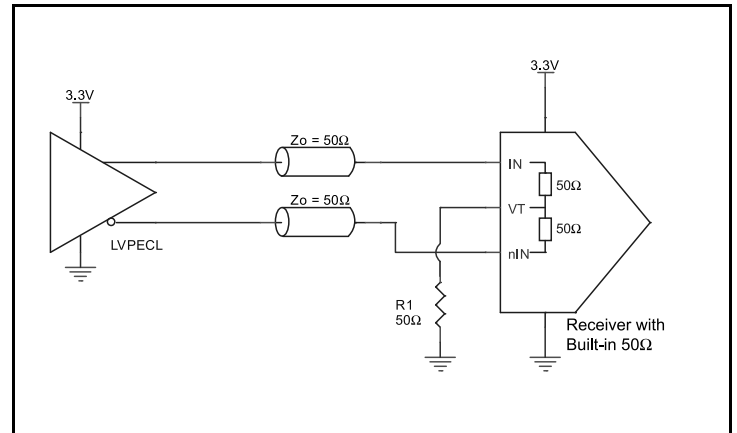 3.3V
3.3V
Zo = 50Ω
Zo = 50Ω
LVPECL
IN
50Ω
VT
50Ω
nIN
R1
50Ω
Receiver with
Built-in 50Ω